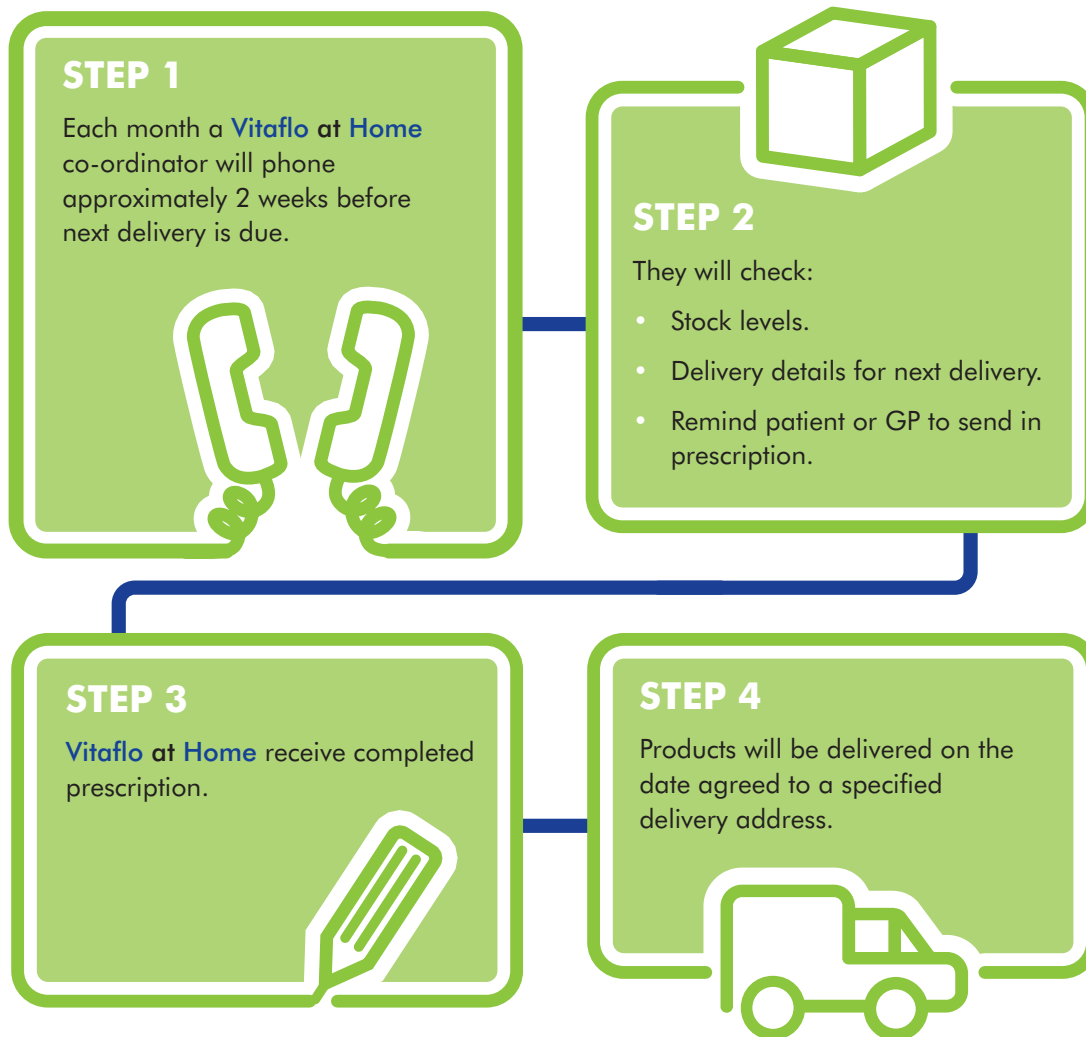 STEP 1
Each month a Vitaflo at Home
co-ordinator will phone
approximately 2 weeks before
next delivery is due.
STEP 2
They will check:
• Stock levels.
• Delivery details for next delivery.
• Remind patient or GP to send in
prescription.
STEP 3
Vitaflo at Home receive completed
prescription.
STEP 4
Products will be delivered on the
date agreed to a specified
delivery address.